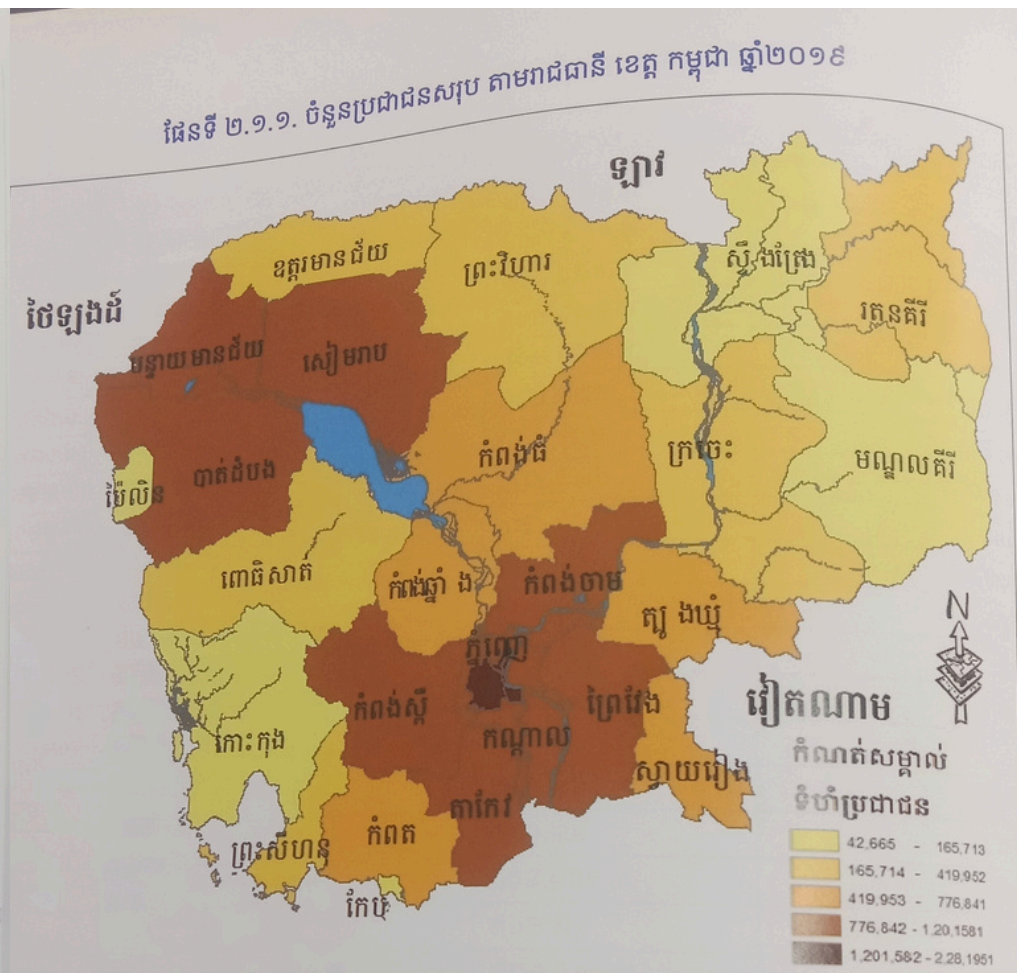 ផែនទី ២.១.១. ចំនួនប្រជាជនសរុប តាមរាជធានី ខេត្ត កម្ពុជា ឆ្នាំ២០១៩
ឡាវ
ឧត្តរមានជ័យ
ព្រះវិហារ
ស្ទឹងត្រែង
ថៃឡងដ៍
រតនគីរី
បន្ទាយមានជ័យ
សៀមរាប
កំពង់ធំ
ក្រចេះ
មណ្ឌលគីរី
បាត់ដំបង
ប៉ៃលិន
ពោធិសាត់
កំពង់ឆ្នាំង
កំពង់ចាម
ត្បូងឃ្មុំ
N
ភ្នំពេញ
កំពង់ស្ពឺ
ព្រៃវែង
វៀតណាម
កោះកុង
កណ្តាល
ស្វាយរៀង
កំណត់សម្គាល់
តាកែវ
ទំហំប្រជាជន
កំពត
ព្រះសីហនុ
កែប
42,665 - 165,713
165,714 - 419,952
419,953 - 776,841
776,842 - 1,20,1581
1,201,582 - 2,28,1951